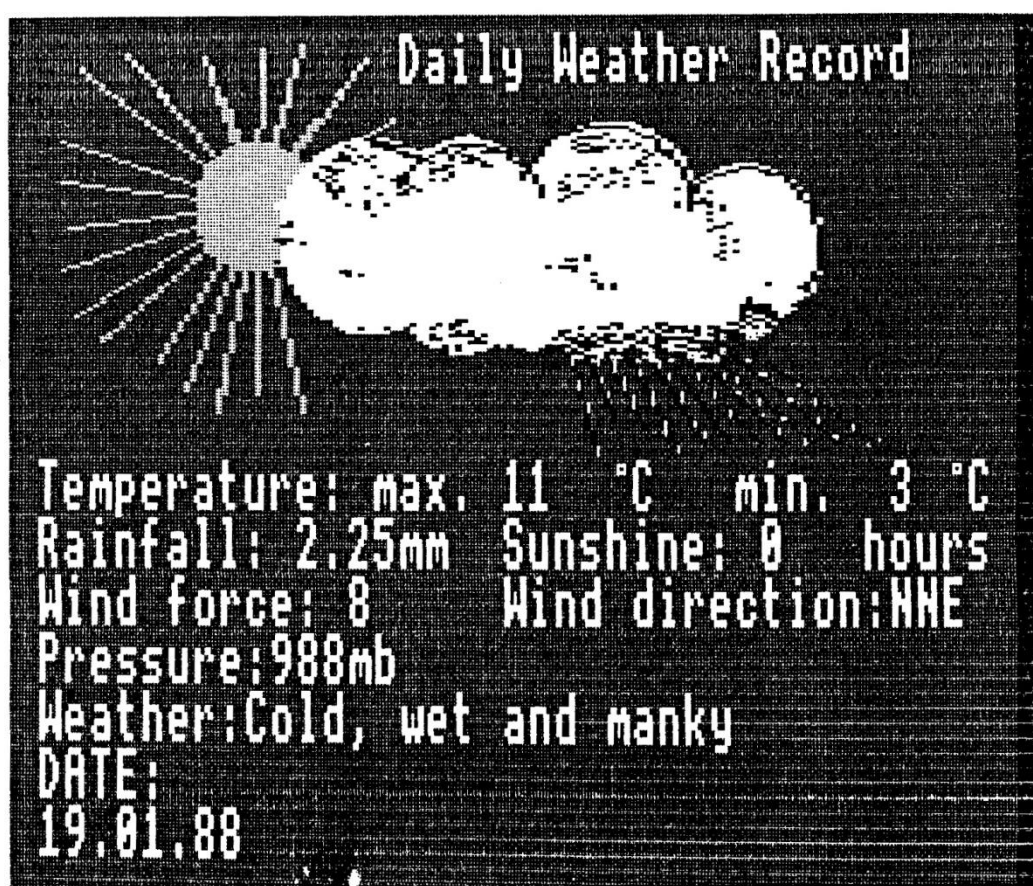 Daily Weather Record
Temperature: max. 11 °C min. 3 °C
Rainfall: 2.25mm Sunshine: 0 hours
Wind force: 8 Wind direction:NNE
Pressure:988mb
Weather:Cold, wet and manky
DATE:
19.01.88